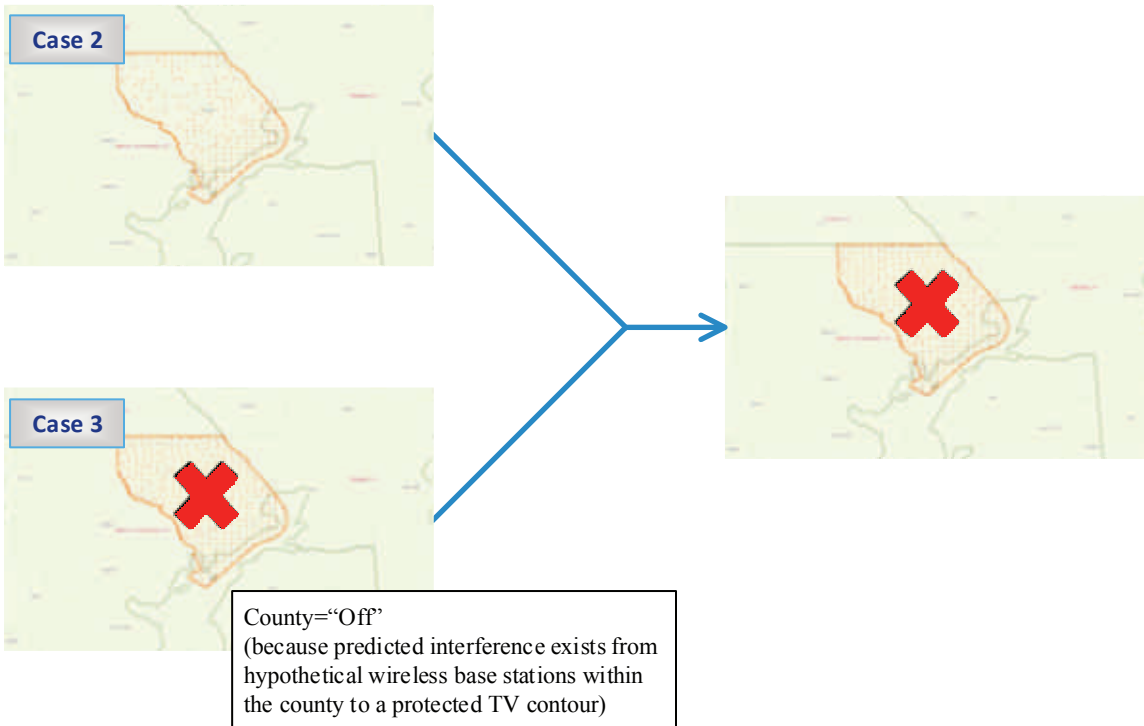 Case 2
Case 3
County=“Off”
(because predicted interference exists from
hypothetical wireless base stations within
the county to a protected TV contour)